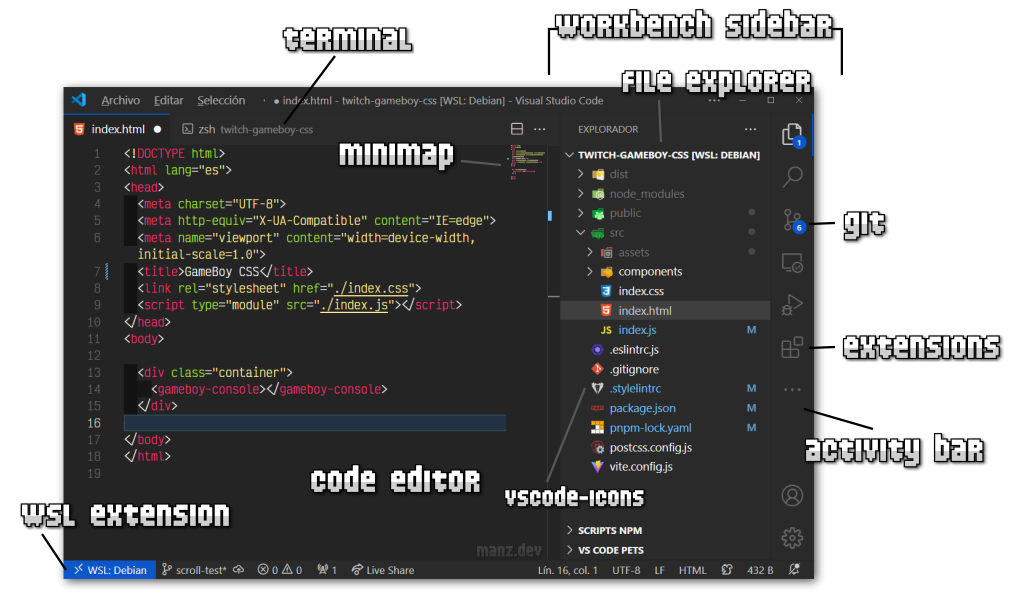 terminal
workbench sidebar
file explorer
Archivo Editar Selección · ● index.html - twitch-gameboy-css [WSL: Debian] - Visual Studio Code
index.html ● zsh twitch-gameboy-css
EXPLORADOR
minimap
TWITCH-GAMEBOY-CSS [WSL: DEBIAN]
1 <!DOCTYPE html>
2 <html lang="es">
3 <head>
4 <meta charset="UTF-8">
5 <meta http-equiv="X-UA-Compatible" content="IE=edge">
6 <meta name="viewport" content="width=device-width,
initial-scale=1.0">
7 <title>GameBoy CSS</title>
8 <link rel="stylesheet" href="./index.css">
9 <script type="module" src="./index.js"></script>
10 </head>
11 <body>
12
13 <div class="container">
14 <gameboy-console></gameboy-console>
15 </div>
16
17 </body>
18 </html>
19
dist
node_modules
public
src
assets
components
index.css
index.html
JS index.js M
.eslintrc.js
.gitignore
.stylelintrc M
package.json M
pnpm-lock.yaml M
postcss.config.js
vite.config.js
SCRIPTS NPM
VS CODE PETS
1
6
git
extensions
activity bar
code editor
vscode-icons
wsl extension
manz.dev
WSL: Debian scroll-test* 0 0 1 Live Share
Lín. 16, col. 1 UTF-8 LF HTML 432 B